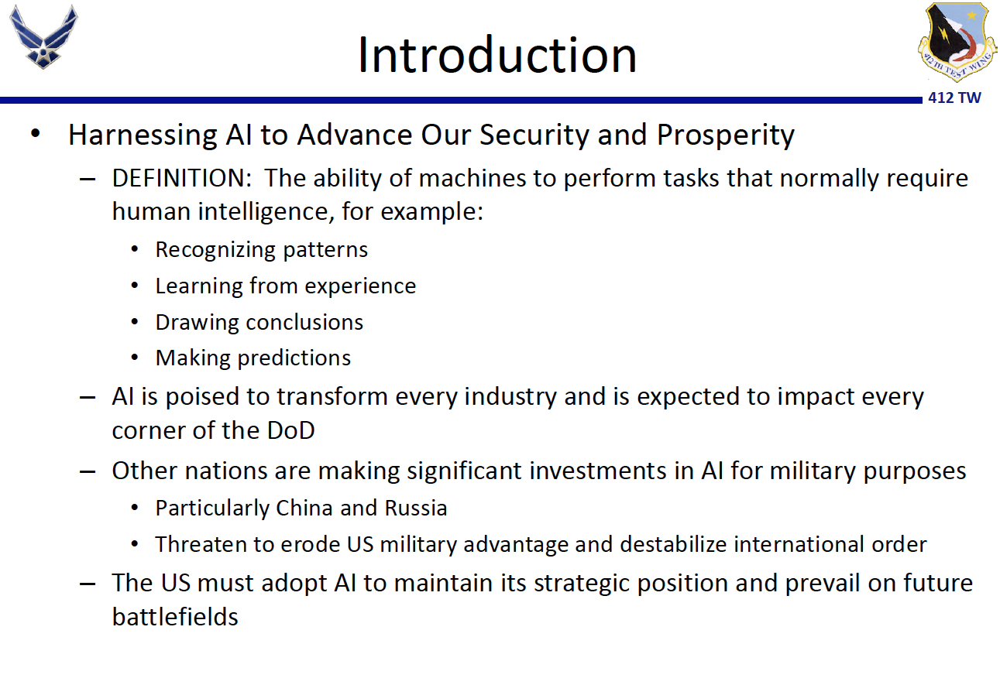 Introduction
412TH TEST WING
412 TW
• Harnessing AI to Advance Our Security and Prosperity
– DEFINITION:  The ability of machines to perform tasks that normally require
human intelligence, for example:
• Recognizing patterns
• Learning from experience
• Drawing conclusions
• Making predictions
– AI is poised to transform every industry and is expected to impact every
corner of the DoD
– Other nations are making significant investments in AI for military purposes
• Particularly China and Russia
• Threaten to erode US military advantage and destabilize international order
– The US must adopt AI to maintain its strategic position and prevail on future
battlefields